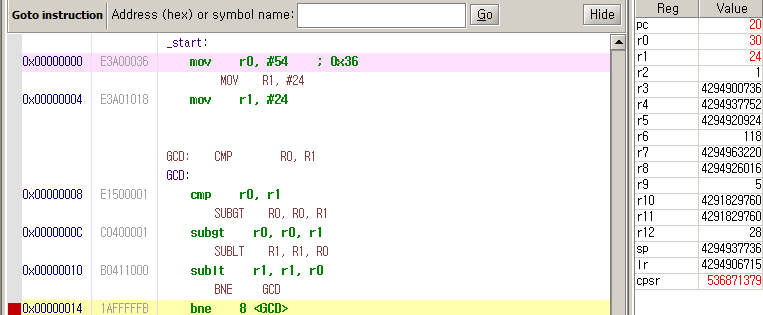 Goto instruction Address (hex) or symbol name: Go Hide
_start:
0x00000000 E3A00036 mov r0, #54 ; 0x36
MOV R1, #24
0x00000004 E3A01018 mov r1, #24
GCD: CMP R0, R1
GCD:
0x00000008 E1500001 cmp r0, r1
SUBGT R0, R0, R1
0x0000000C C0400001 subgt r0, r0, r1
SUBLT R1, R1, R0
0x00000010 B0411000 sublt r1, r1, r0
BNE GCD
0x00000014 1AFFFFFB bne 8 <GCD>
Reg Value
pc 20
r0 30
r1 24
r2 1
r3 4294900736
r4 4294937752
r5 4294920924
r6 118
r7 4294963220
r8 4294926016
r9 5
r10 4291829760
r11 4291829760
r12 28
sp 4294937736
lr 4294906715
cpsr 536871379